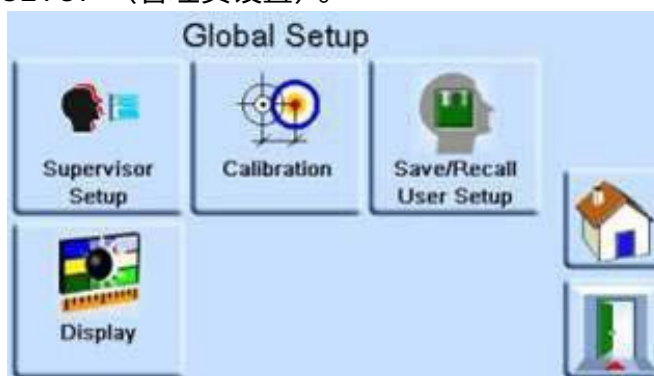 Global Setup
Supervisor
Setup
Calibration
Save/Recall
User Setup
Display